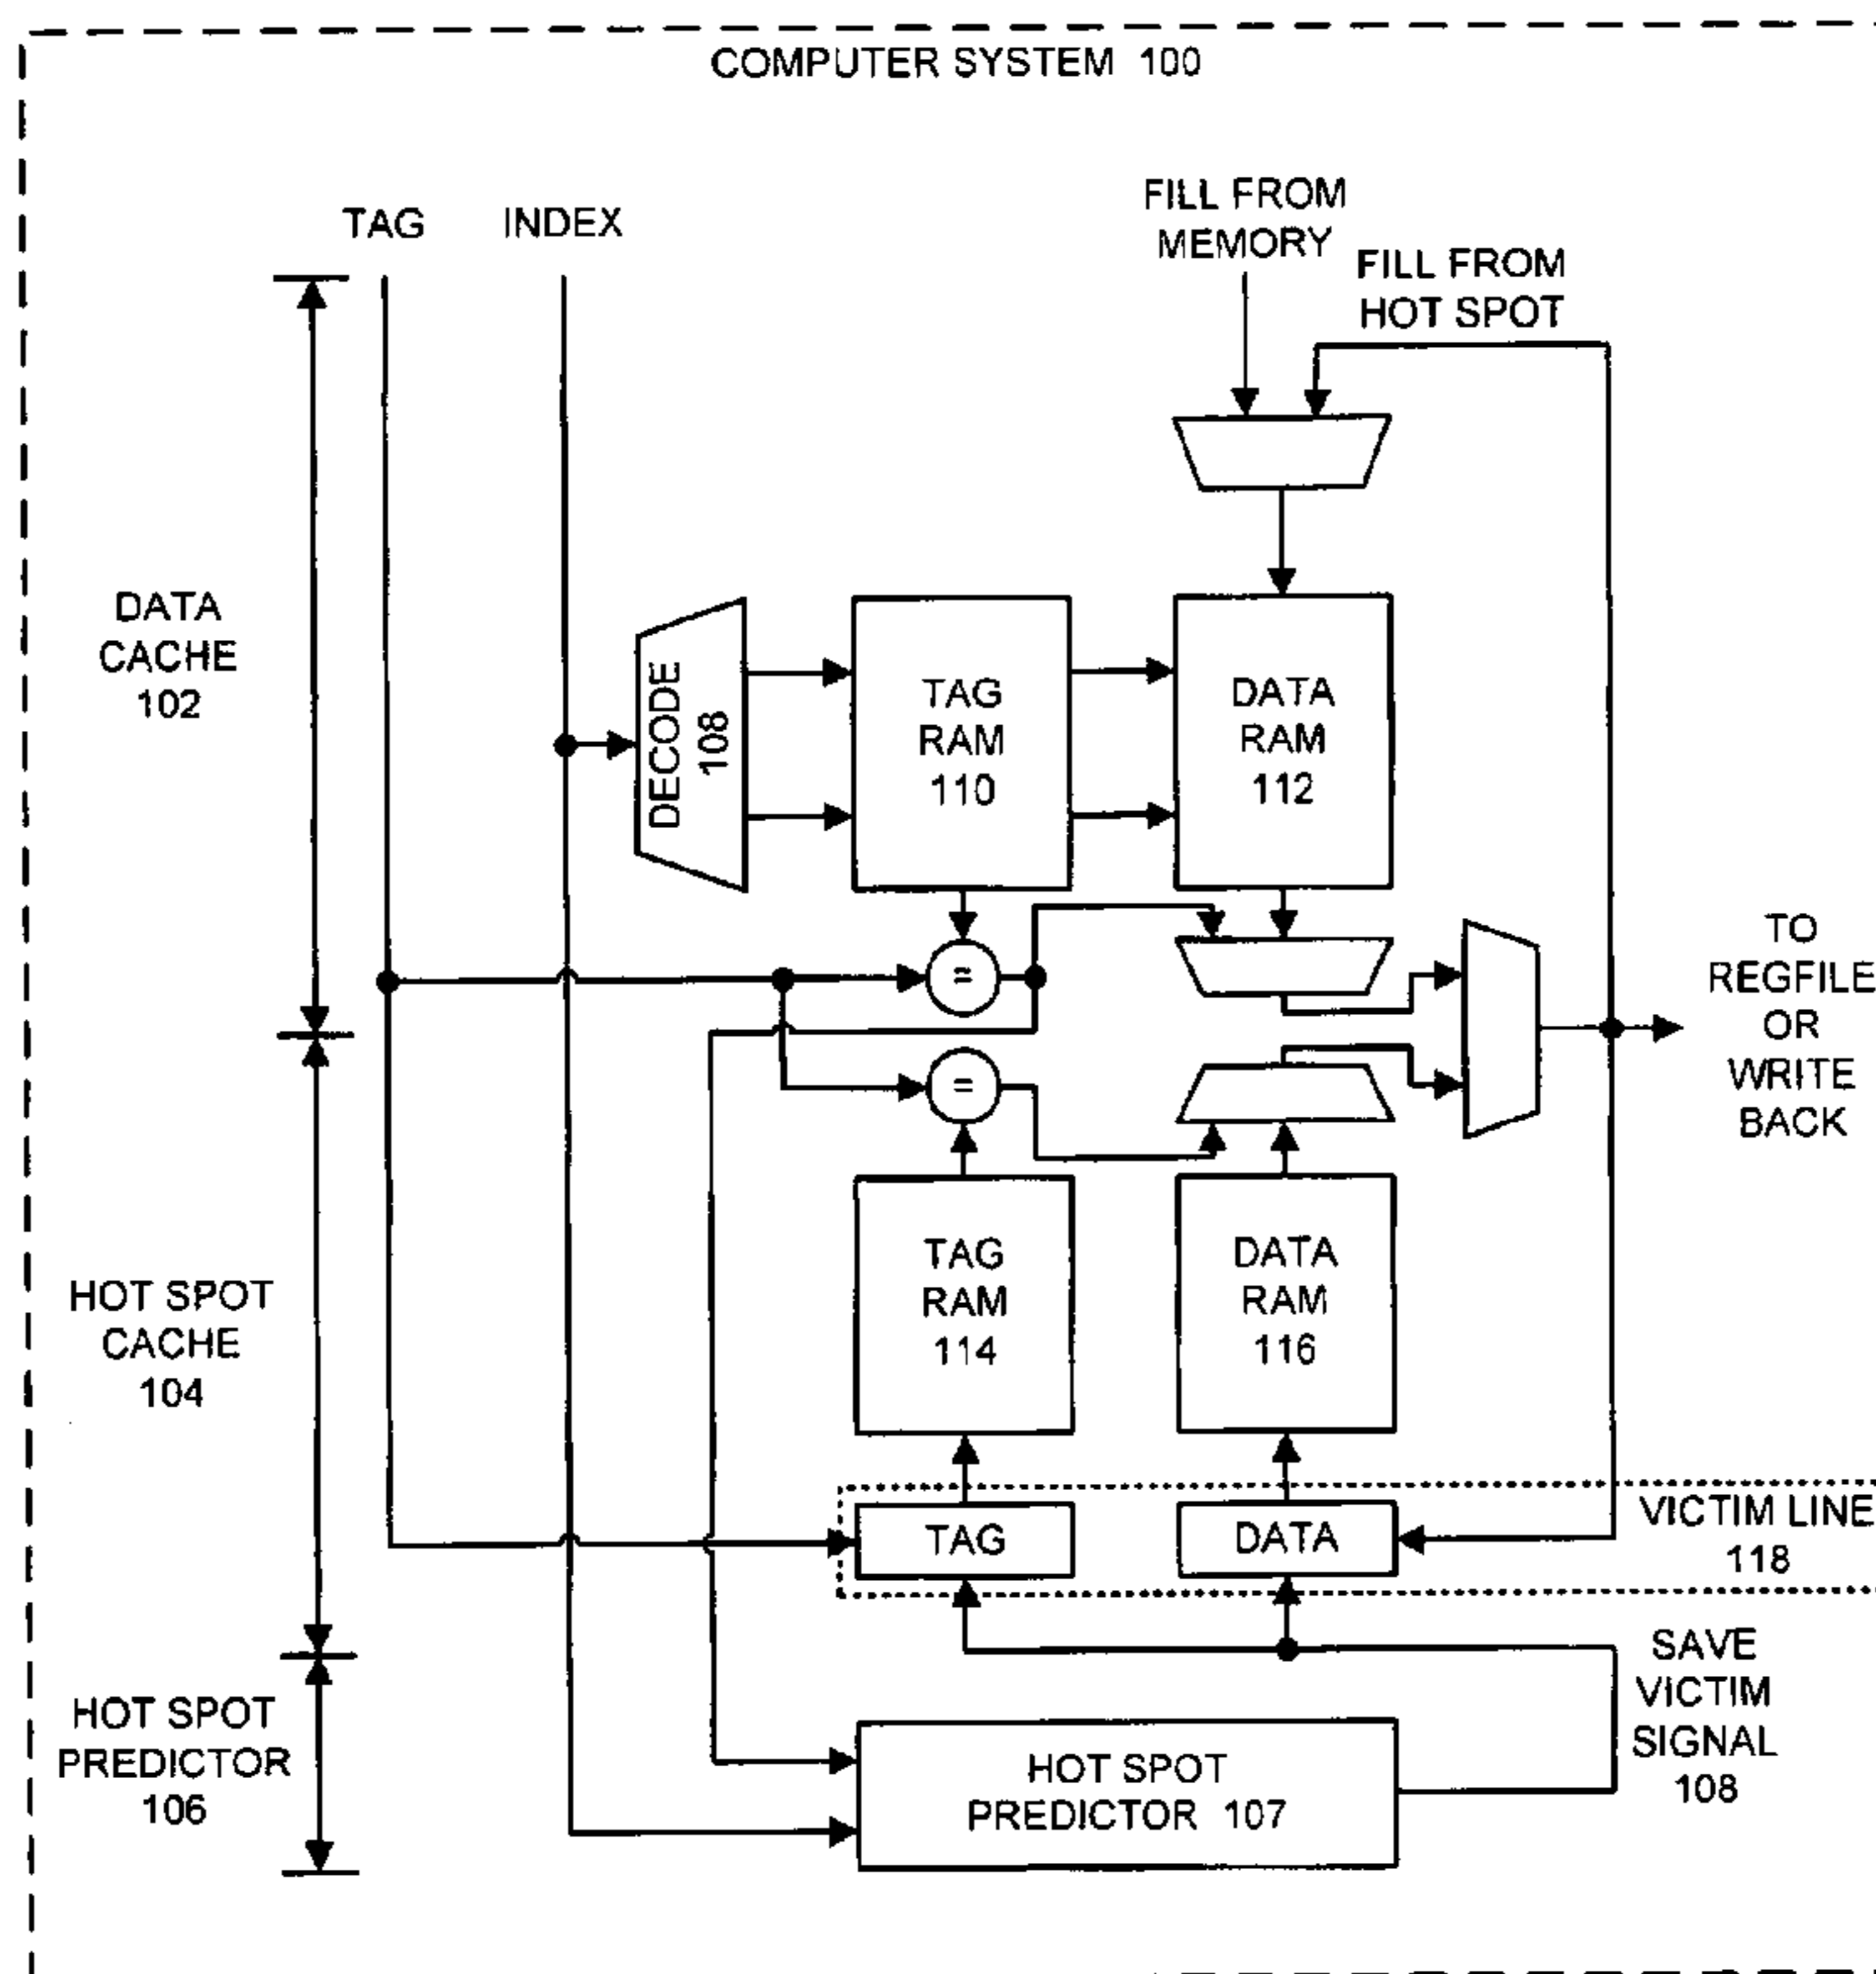 COMPUTER SYSTEM 100
TAG
INDEX
FILL FROM
MEMORY
FILL FROM
HOT SPOT
DATA
CACHE
102
DECODE
108
TAG
RAM
110
DATA
RAM
112
=
TO
REGFILE
OR
WRITE
BACK
=
HOT SPOT
CACHE
104
TAG
RAM
114
DATA
RAM
116
TAG
DATA
VICTIM LINE
118
SAVE
VICTIM
SIGNAL
108
HOT SPOT
PREDICTOR
106
HOT SPOT
PREDICTOR 107